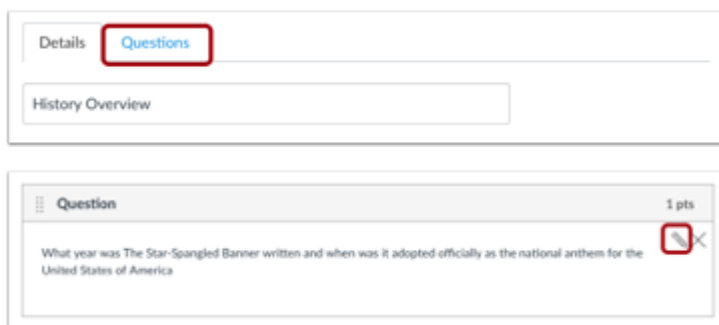 Details Questions
History Overview
Question 1 pts
What year was The Star-Spangled Banner written and when was it adopted officially as the national anthem for the
United States of America